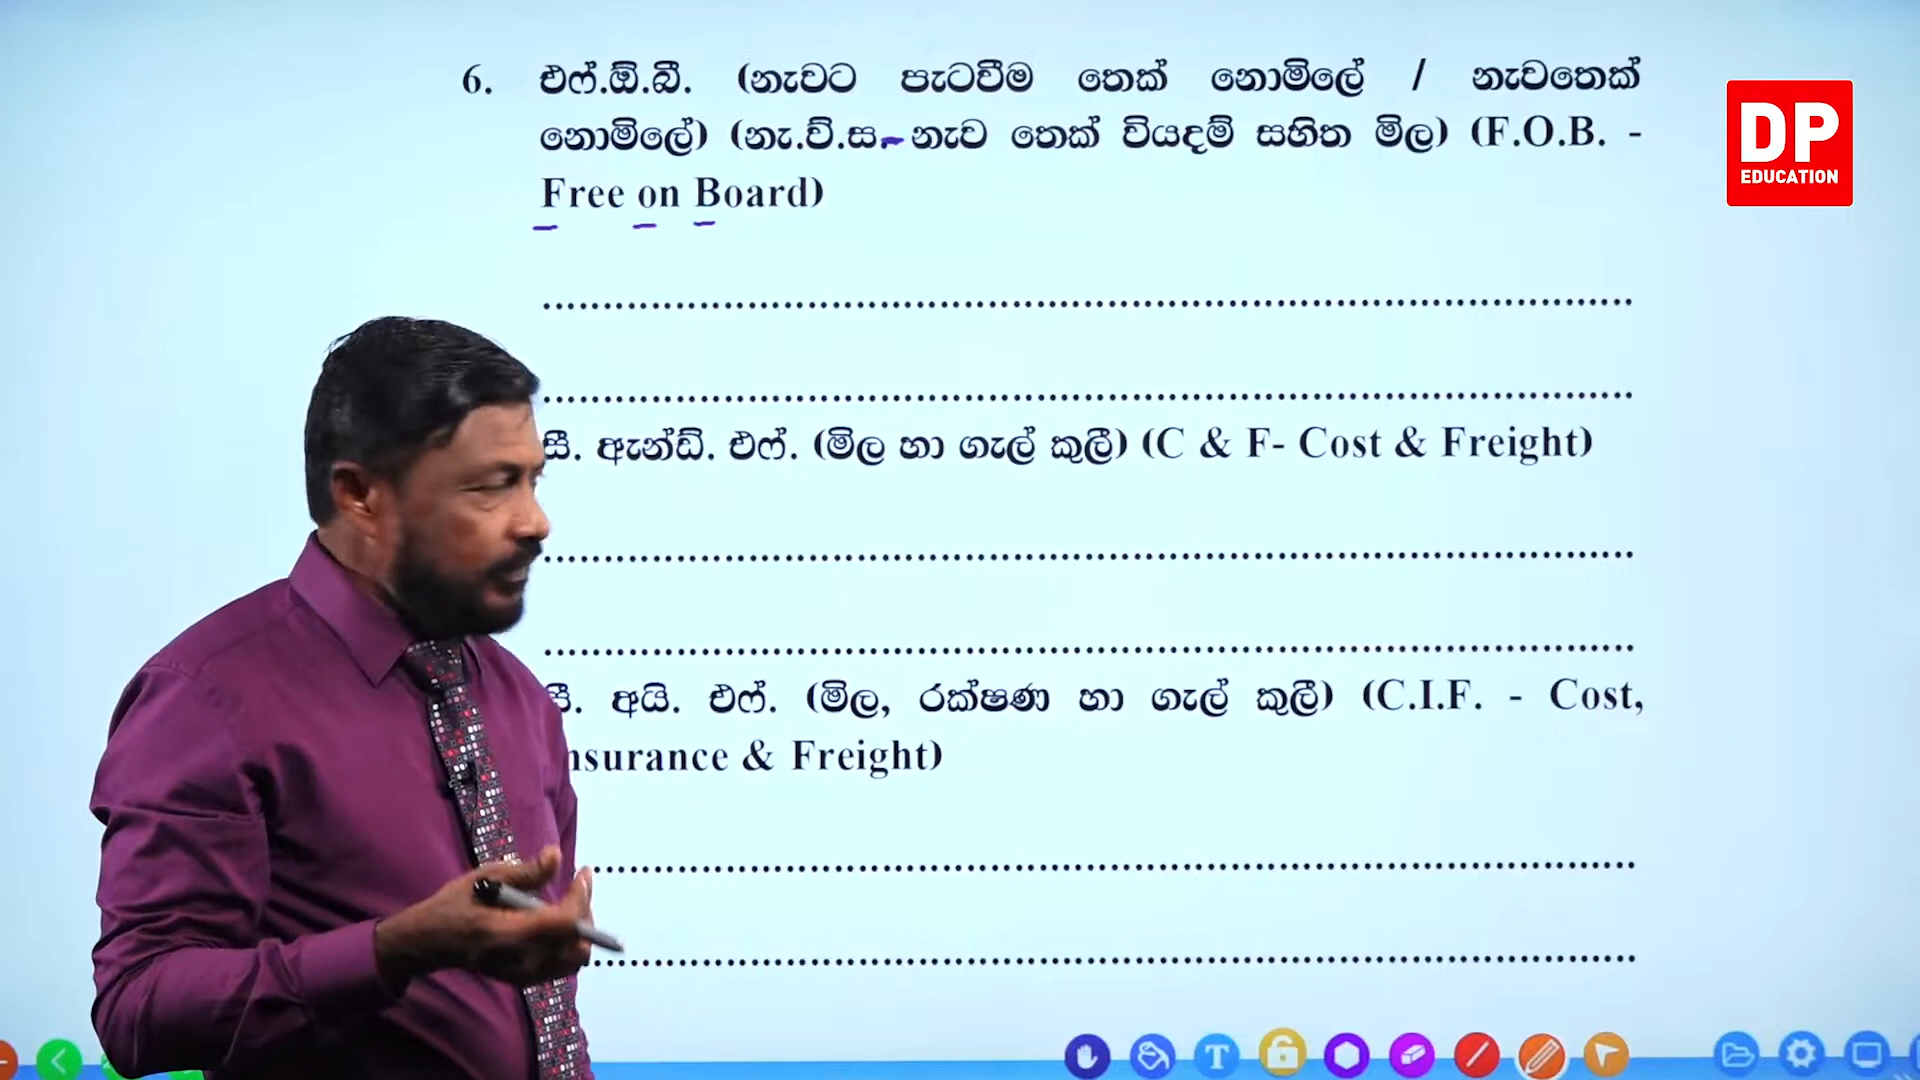 6. එෆ්.ඕ.බී. (නැවට පැටවීම තෙක් නොමිලේ / නැවතෙක්
නොමිලේ) (නැ.ව්.ස. නැව තෙක් වියදම් සහිත මිල) (F.O.B. -
Free on Board)
සී. ඇන්ඩ්. එෆ්. (මිල හා ගැල් කුලී) (C & F- Cost & Freight)
සී. අයි. එෆ්. (මිල, රක්ෂණ හා ගැල් කුලී) (C.I.F. - Cost,
nsurance & Freight)
DP
EDUCATION